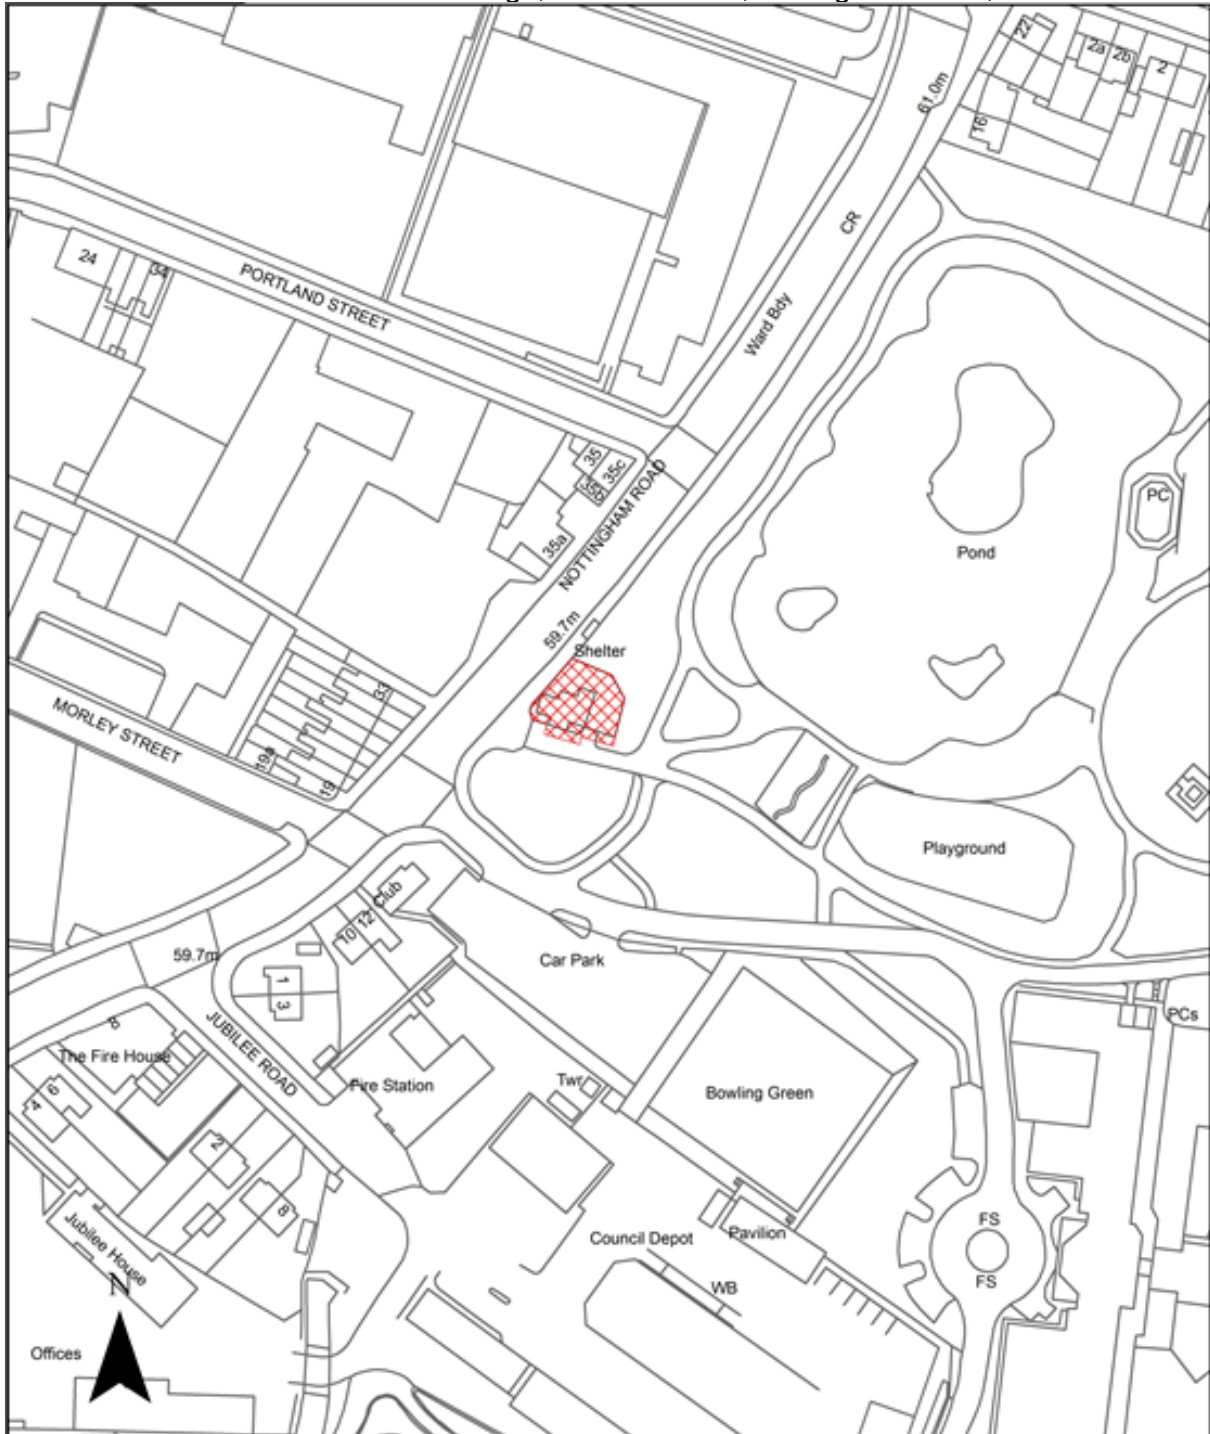 22
2a
2b
2
61.0m
16
CR
24
34
PORTLAND STREET
Ward Bdy
35
35c
35b
PC
NOTTINGHAM ROAD
35a
Pond
59.7m
Shelter
33
MORLEY STREET
19a
19
Playground
Club
12
10
59.7m
Car Park
1
3
JUBILEE ROAD
PCs
8
The Fire House
Fire Station
Twr
Bowling Green
6
4
2
8
Jubilee House
FS
Council Depot
Pavilion
FS
WB
N
Offices